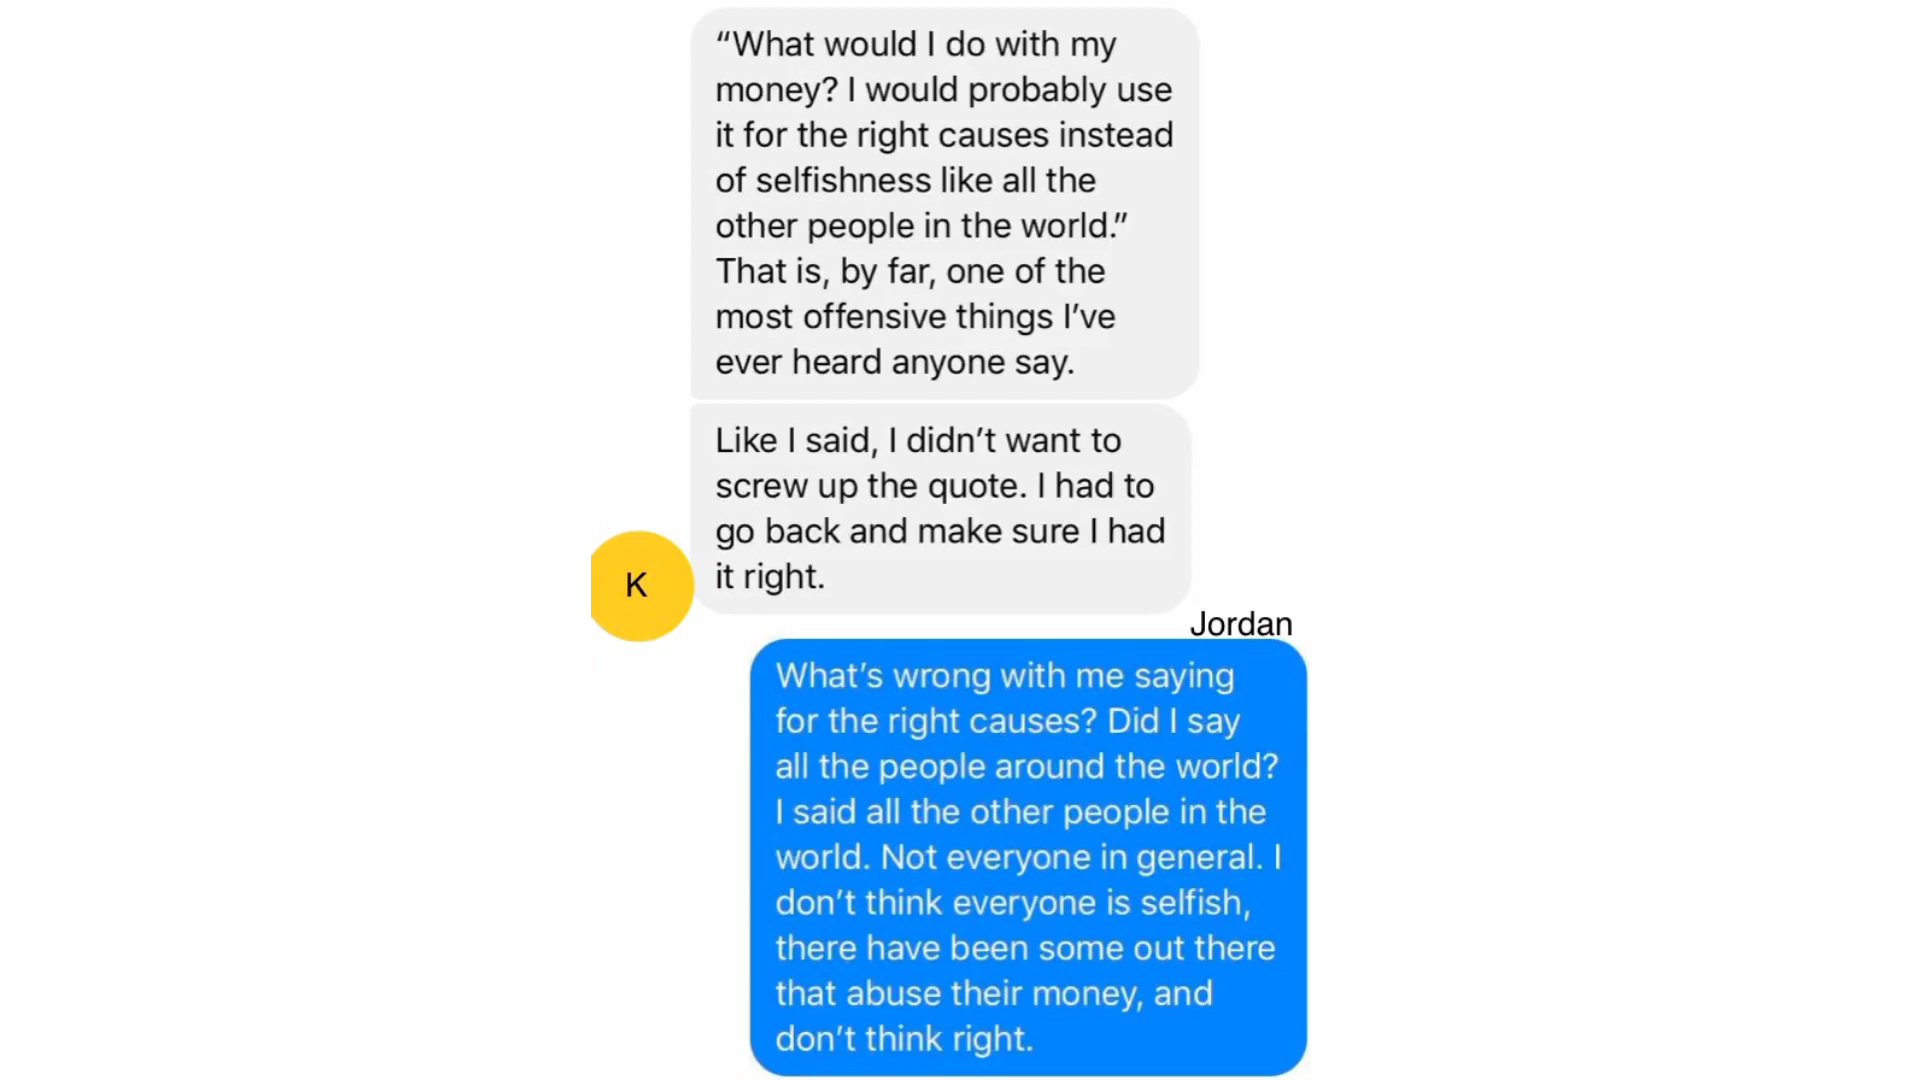 “What would I do with my
money? I would probably use
it for the right causes instead
of selfishness like all the
other people in the world.”
That is, by far, one of the
most offensive things I’ve
ever heard anyone say.
Like I said, I didn’t want to
screw up the quote. I had to
go back and make sure I had
it right.
K
Jordan
What’s wrong with me saying
for the right causes? Did I say
all the people around the world?
I said all the other people in the
world. Not everyone in general. I
don’t think everyone is selfish,
there have been some out there
that abuse their money, and
don’t think right.